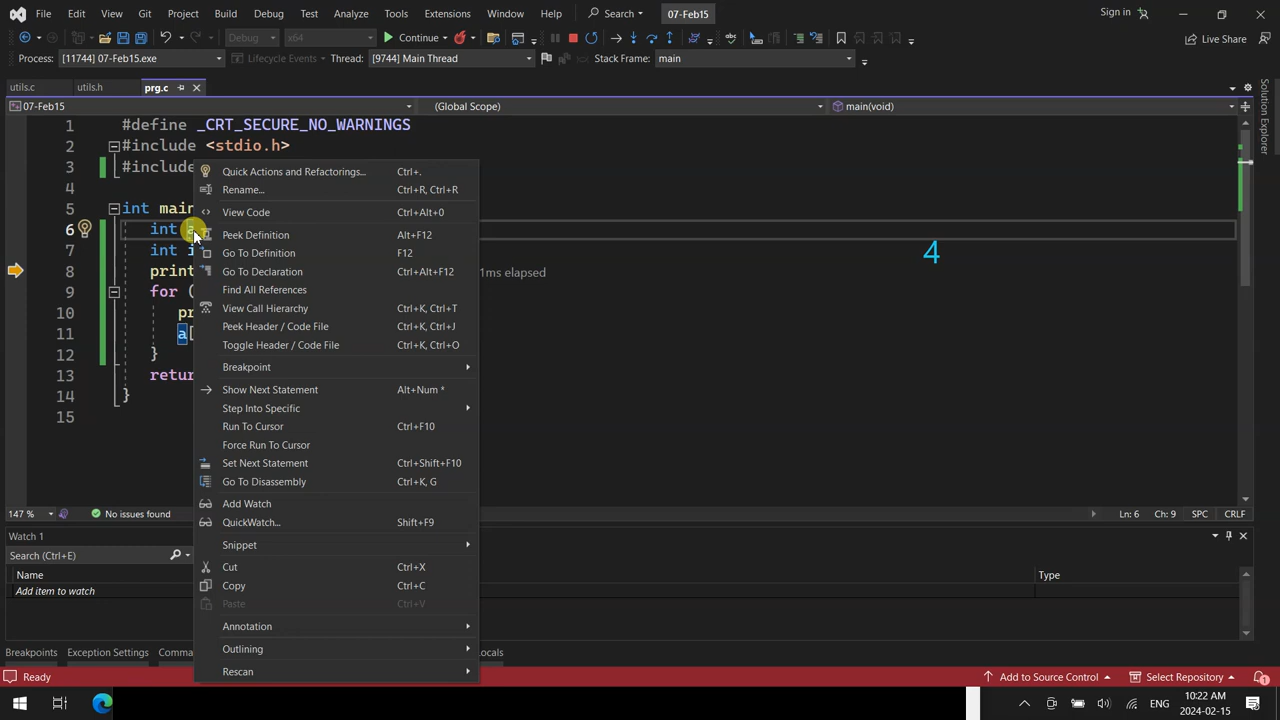 File Edit View Git Project Build Debug Test Analyze Tools Extensions Window Help Search 07-Feb15 Sign in
Debug x64 Continue Live Share
Process: [11744] 07-Feb15.exe Lifecycle Events Thread: [9744] Main Thread Stack Frame: main
utils.c utils.h prg.c
07-Feb15 (Global Scope) main(void)
1 #define _CRT_SECURE_NO_WARNINGS
2 #include <stdio.h>
3 #include
4
5 int main
6 int a
7 int i
8 print 1ms elapsed
9 for (
10 pr
11 a[
12 }
13 retur
14 }
15
4
Quick Actions and Refactorings... Ctrl+.
Rename... Ctrl+R, Ctrl+R
View Code Ctrl+Alt+0
Peek Definition Alt+F12
Go To Definition F12
Go To Declaration Ctrl+Alt+F12
Find All References
View Call Hierarchy Ctrl+K, Ctrl+T
Peek Header / Code File Ctrl+K, Ctrl+J
Toggle Header / Code File Ctrl+K, Ctrl+O
Breakpoint
Show Next Statement Alt+Num *
Step Into Specific
Run To Cursor Ctrl+F10
Force Run To Cursor
Set Next Statement Ctrl+Shift+F10
Go To Disassembly Ctrl+K, G
Add Watch
QuickWatch... Shift+F9
Snippet
Cut Ctrl+X
Copy Ctrl+C
Paste Ctrl+V
Annotation
Outlining
Rescan
147 % No issues found Ln: 6 Ch: 9 SPC CRLF
Watch 1
Search (Ctrl+E)
Name Type
Add item to watch
Breakpoints Exception Settings Comma ocals
Ready Add to Source Control Select Repository 1
ENG 10:22 AM
2024-02-15
Solution Explorer